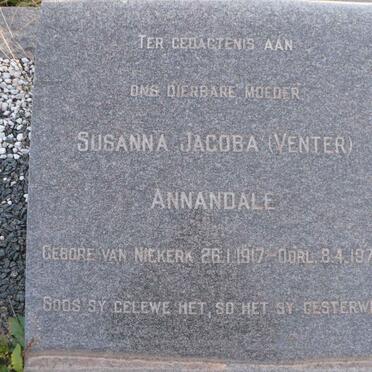 TER GEDAGTENIS AAN
ONS DIERBARE MOEDER
SUSANNA JACOBA (VENTER)
ANNANDALE
GEBORE VAN NIEKERK 26.1.1917 – OORL. 8.4.197
SOOS SY GELEWE HET, SO HET SY GESTERW